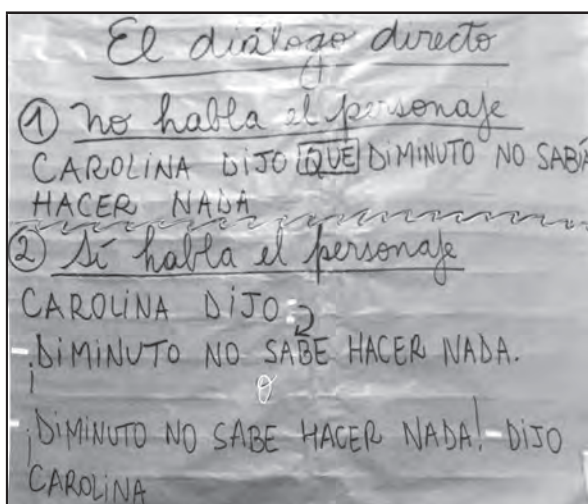 El diálogo directo
① no habla el personaje
CAROLINA DIJO QUE DIMINUTO NO SABÍA
HACER NADA
② Sí habla el personaje
CAROLINA DIJO:
-DIMINUTO NO SABE HACER NADA.
¡
o
-¡DIMINUTO NO SABE HACER NADA!-DIJO
CAROLINA